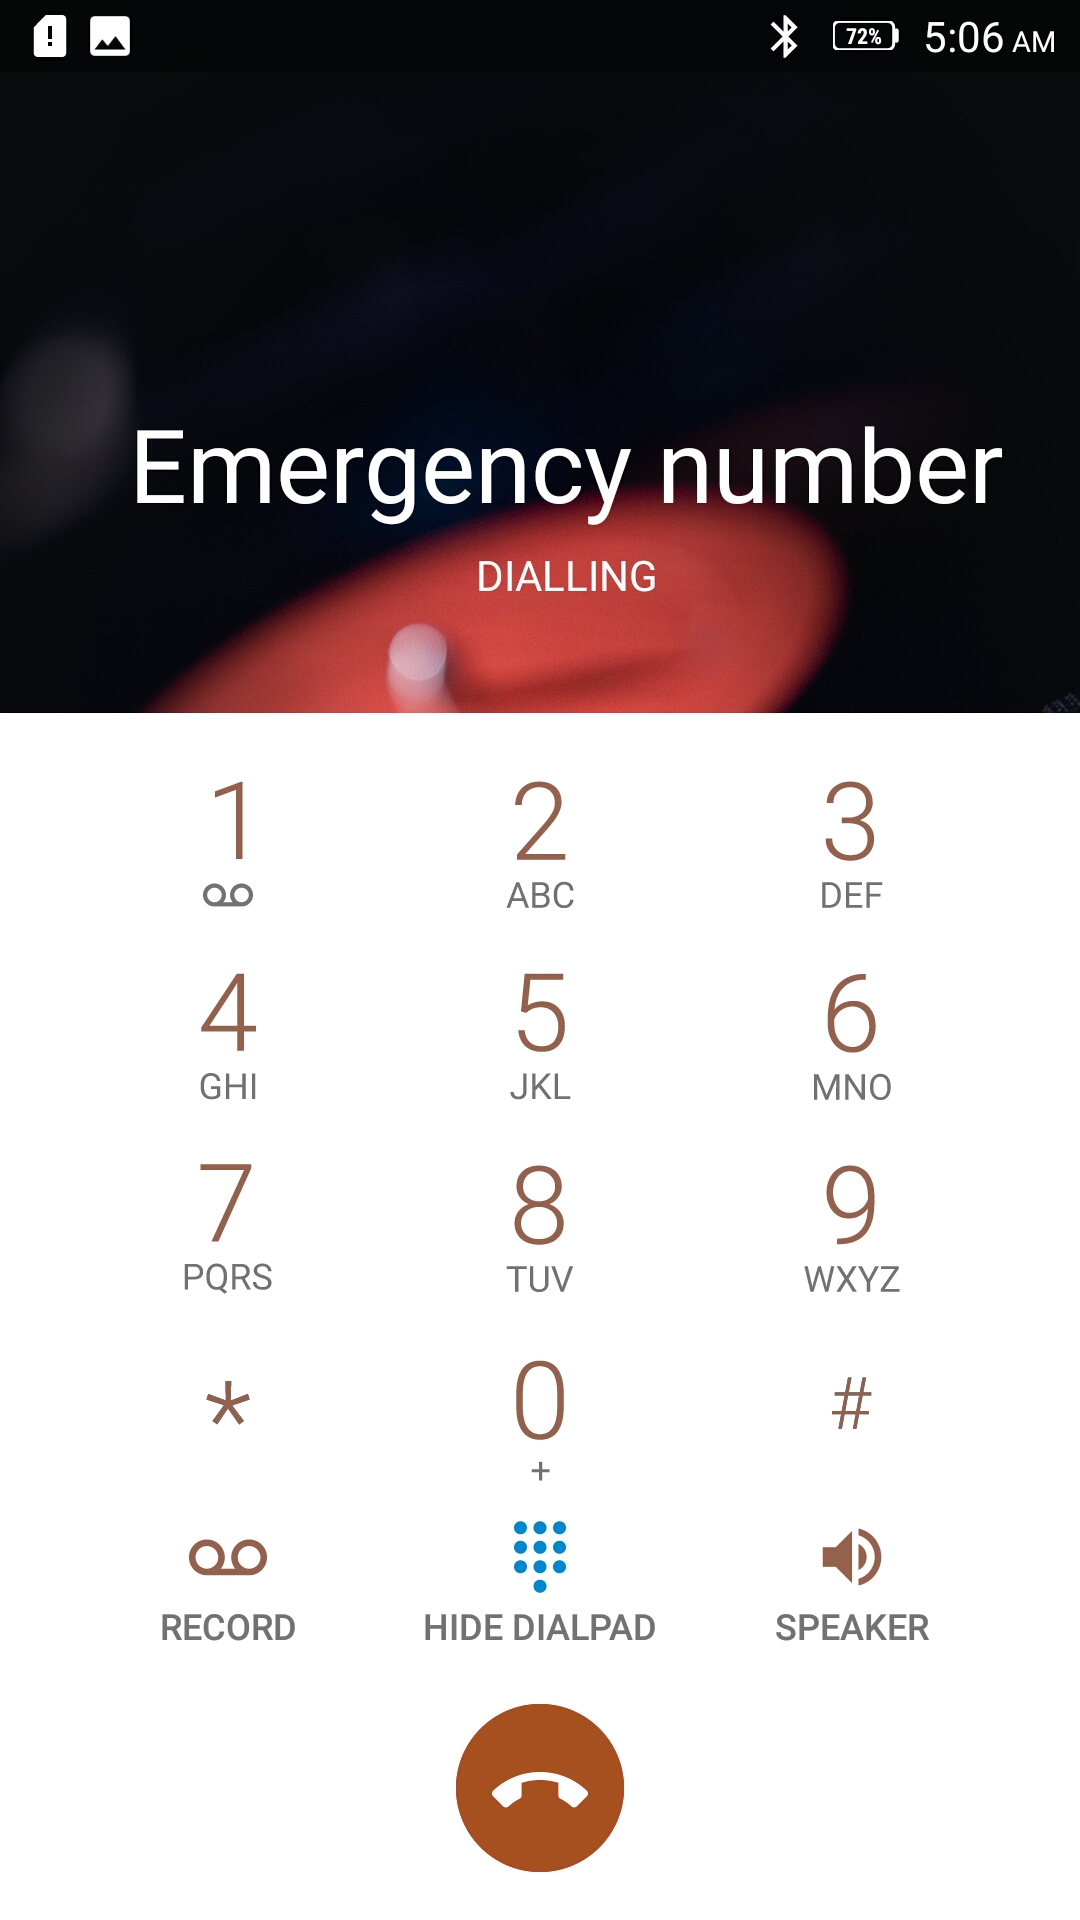 72% 5:06 AM
Emergency number
DIALLING
1 2 3
ABC DEF
4 5 6
GHI JKL MNO
7 8 9
PQRS TUV WXYZ
* 0 #
+
RECORD HIDE DIALPAD SPEAKER